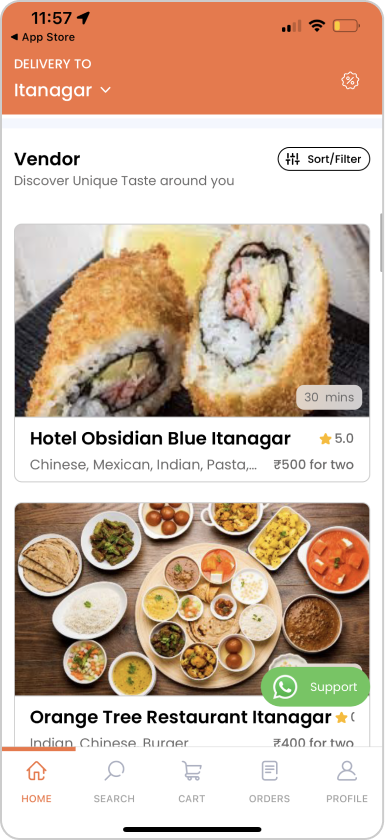 11:57
◀ App Store
DELIVERY TO
Itanagar
%
Vendor
Sort/Filter
Discover Unique Taste around you
30 mins
Hotel Obsidian Blue Itanagar
5.0
Chinese, Mexican, Indian, Pasta,...
₹500 for two
Support
Orange Tree Restaurant Itanagar
Indian, Chinese, Burger
₹400 for two
HOME
SEARCH
CART
ORDERS
PROFILE